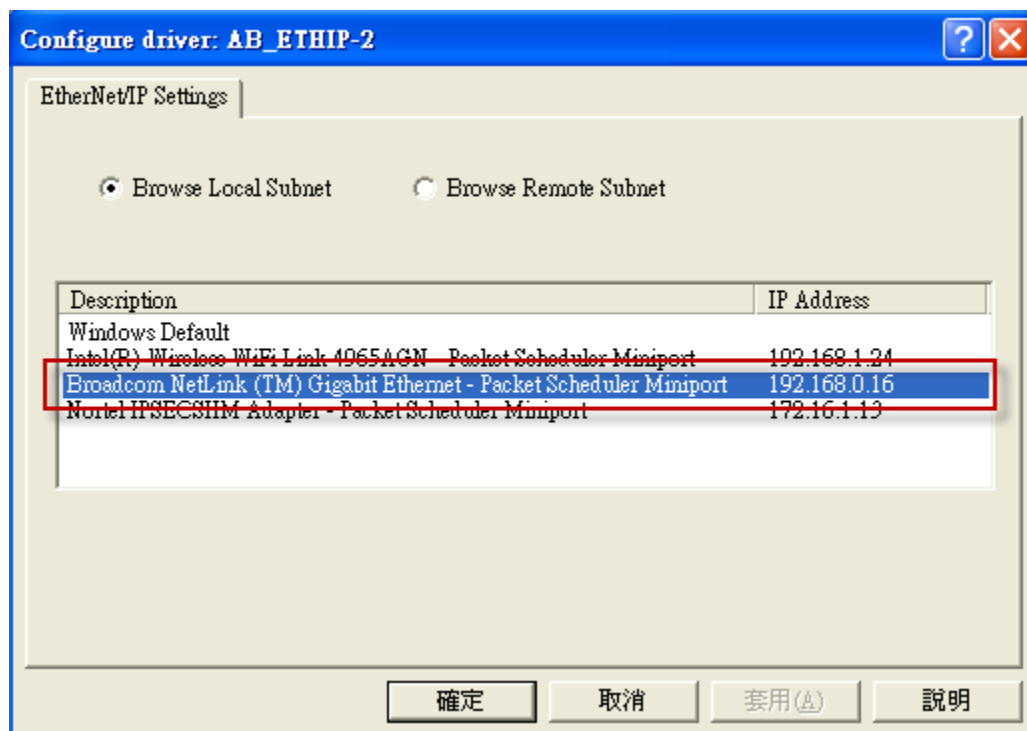 Configure driver: AB_ETHIP-2
EtherNet/IP Settings
Browse Local Subnet Browse Remote Subnet
Description IP Address
Windows Default
Intel(R) Wireless WiFi Link 4965AGN - Packet Scheduler Miniport 192.168.1.24
Broadcom NetLink (TM) Gigabit Ethernet - Packet Scheduler Miniport 192.168.0.16
Nortel IPSECSHM Adapter - Packet Scheduler Miniport 172.16.1.13
確定 取消 套用(A) 說明